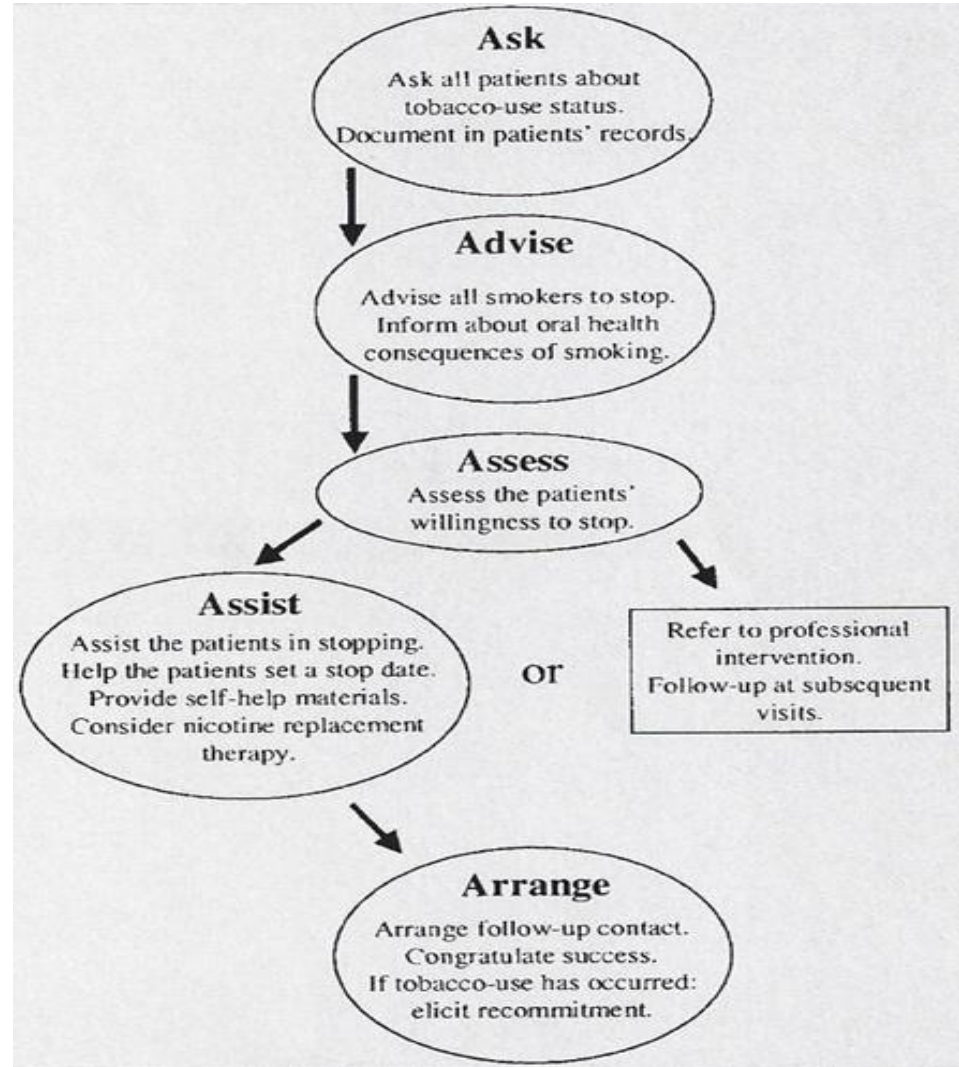 Ask
Ask all patients about
tobacco-use status.
Document in patients' records.
Advise
Advise all smokers to stop.
Inform about oral health
consequences of smoking.
Assess
Assess the patients'
willingness to stop.
Assist
Assist the patients in stopping.
Help the patients set a stop date.
Provide self-help materials.
Consider nicotine replacement
therapy.
or
Refer to professional
intervention.
Follow-up at subsequent
visits.
Arrange
Arrange follow-up contact.
Congratulate success.
If tobacco-use has occurred:
elicit recommitment.